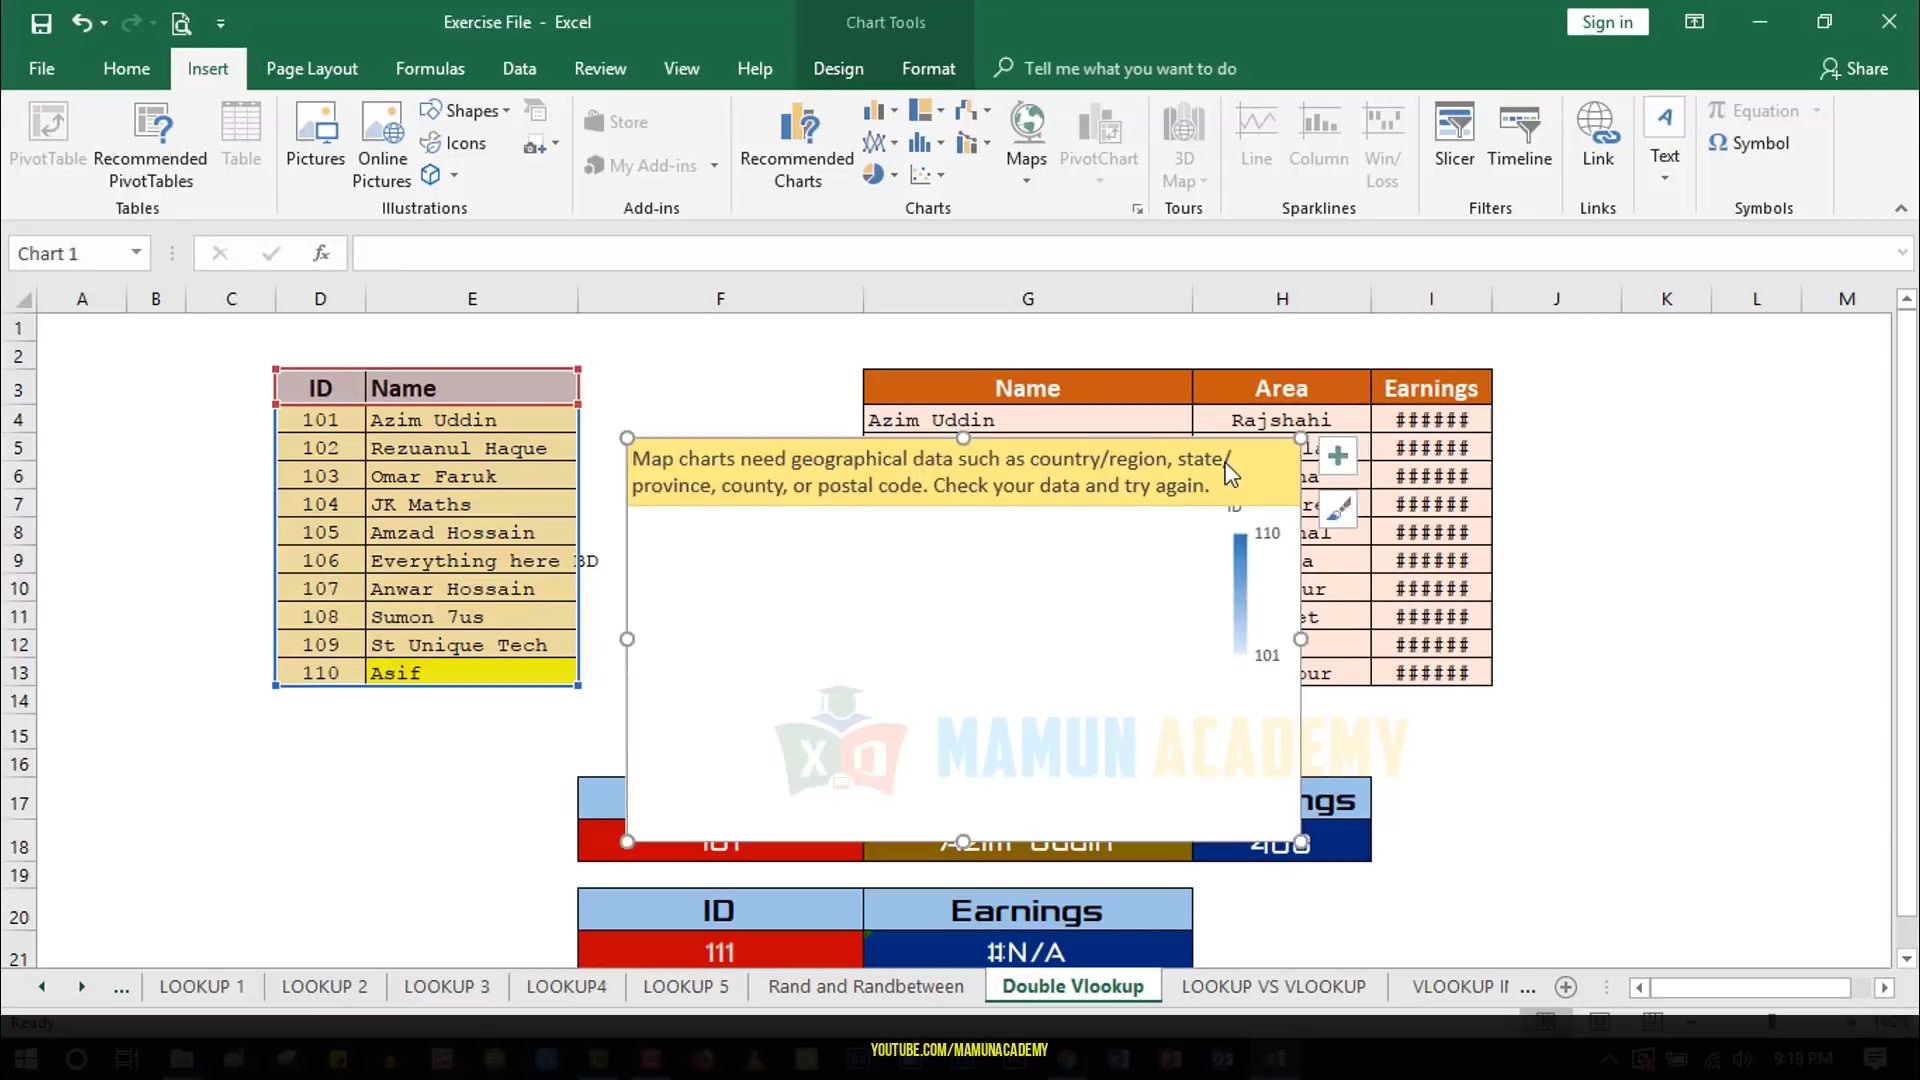 Exercise File - Excel
Chart Tools
Sign in
File Home Insert Page Layout Formulas Data Review View Help Design Format Tell me what you want to do Share
PivotTable
Recommended PivotTables
Table
Tables
Pictures
Online Pictures
Shapes
Icons
Illustrations
Store
My Add-ins
Add-ins
Recommended Charts
Maps
PivotChart
Charts
3D Map
Tours
Line
Column
Win/Loss
Sparklines
Slicer
Timeline
Filters
Link
Links
Text
Equation
Symbol
Symbols
Chart 1
fx
A B C D E F G H I J K L M
1
2
3 ID Name Name Area Earnings
4 101 Azim Uddin Azim Uddin Rajshahi ######
5 102 Rezuanul Haque ######
6 103 Omar Faruk ######
7 104 JK Maths ######
8 105 Amzad Hossain ######
9 106 Everything here BD ######
10 107 Anwar Hossain ######
11 108 Sumon 7us ######
12 109 St Unique Tech ######
13 110 Asif ######
14
15
16
17
18 101 Azim Uddin 400
19
20 ID Earnings
21 111 #N/A
Map charts need geographical data such as country/region, state/
province, county, or postal code. Check your data and try again.
ID
110
101
MAMUN ACADEMY
... LOOKUP 1 LOOKUP 2 LOOKUP 3 LOOKUP4 LOOKUP 5 Rand and Randbetween Double Vlookup LOOKUP VS VLOOKUP VLOOKUP IN ...
Ready
YOUTUBE.COM/MAMUNACADEMY
9:18 PM